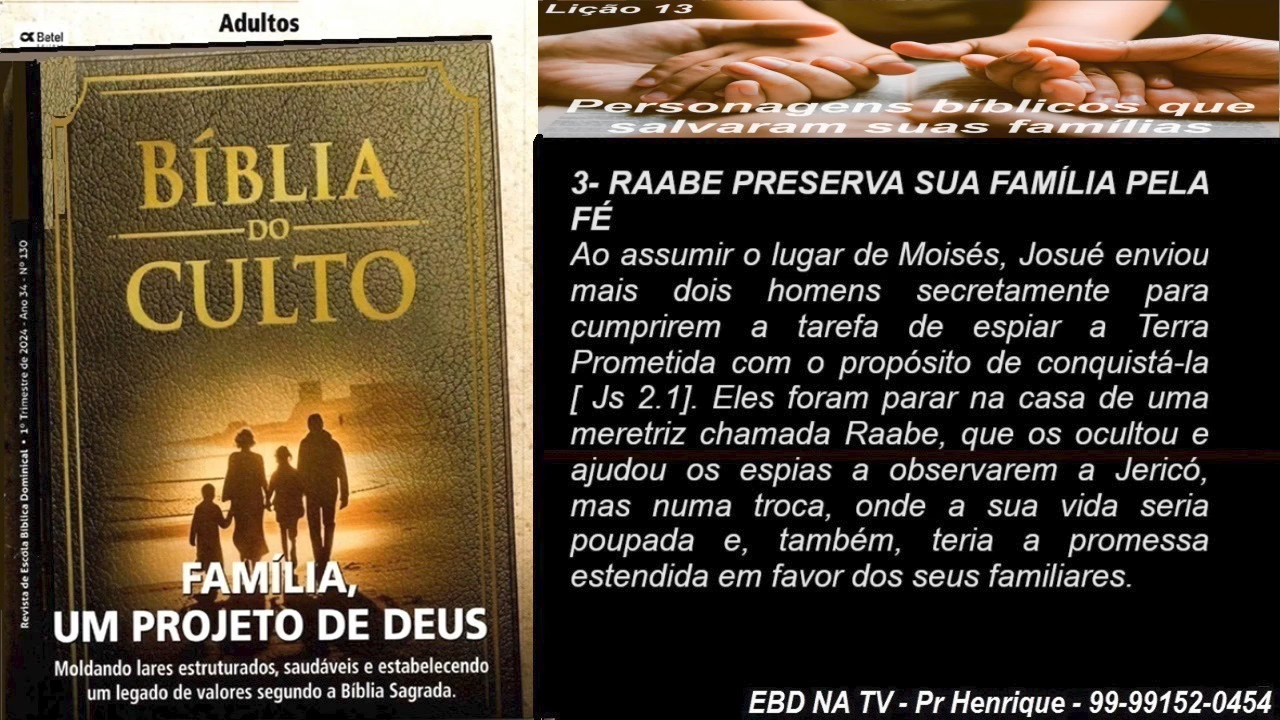 Adultos
Betel
BÍBLIA
DO
CULTO
Revista de Escola Bíblica Dominical • 1º Trimestre de 2024 - Ano 34 - Nº 130
FAMÍLIA,
UM PROJETO DE DEUS
Moldando lares estruturados, saudáveis e estabelecendo
um legado de valores segundo a Bíblia Sagrada.
Lição 13
Personagens bíblicos que
salvaram suas famílias
3- RAABE PRESERVA SUA FAMÍLIA PELA
FÉ
Ao assumir o lugar de Moisés, Josué enviou
mais dois homens secretamente para
cumprirem a tarefa de espiar a Terra
Prometida com o propósito de conquistá-la
[ Js 2.1]. Eles foram parar na casa de uma
meretriz chamada Raabe, que os ocultou e
ajudou os espias a observarem a Jericó,
mas numa troca, onde a sua vida seria
poupada e, também, teria a promessa
estendida em favor dos seus familiares.
EBD NA TV - Pr Henrique - 99-99152-0454